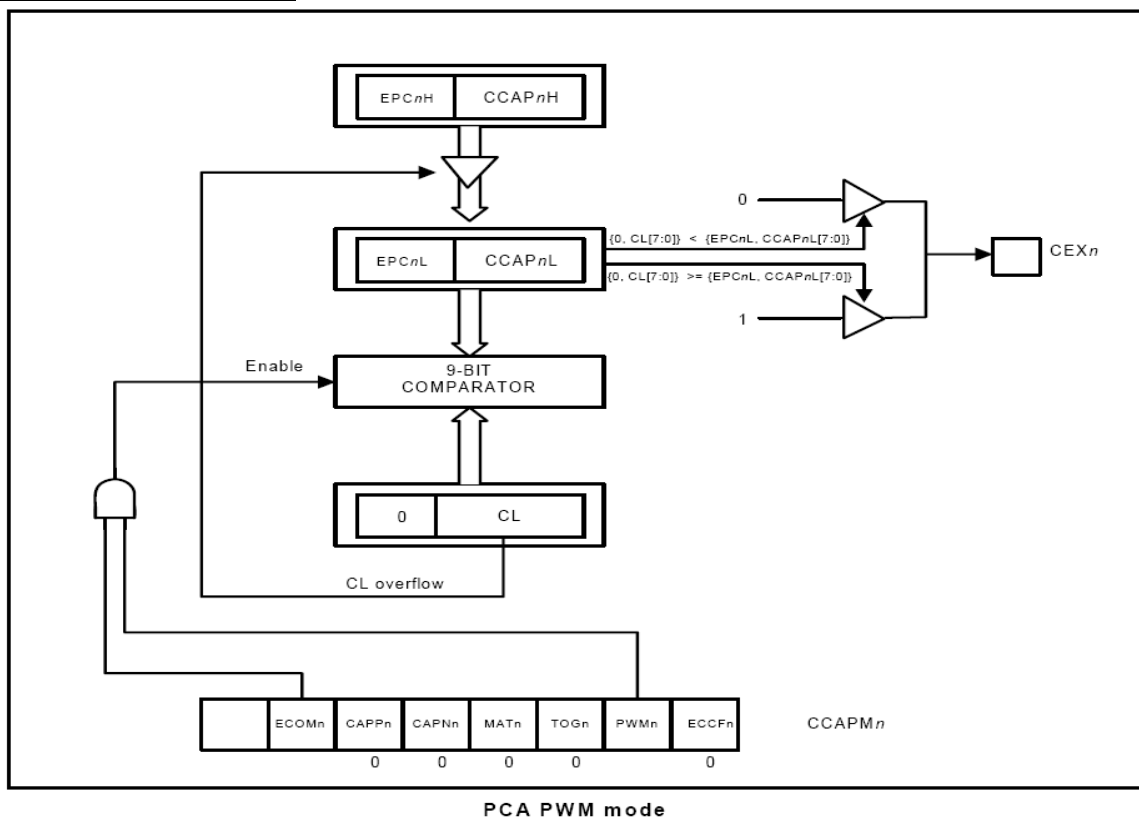 EPCnH CCAPnH
0
{0, CL[7:0]} < {EPCnL, CCAPnL[7:0]}
EPCnL CCAPnL
CEXn
{0, CL[7:0]} >= {EPCnL, CCAPnL[7:0]}
1
Enable
9-BIT
COMPARATOR
0 CL
CL overflow
ECOMn CAPPn CAPNn MATn TOGn PWMn ECCFn
CCAPMn
0 0 0 0 0
PCA PWM mode